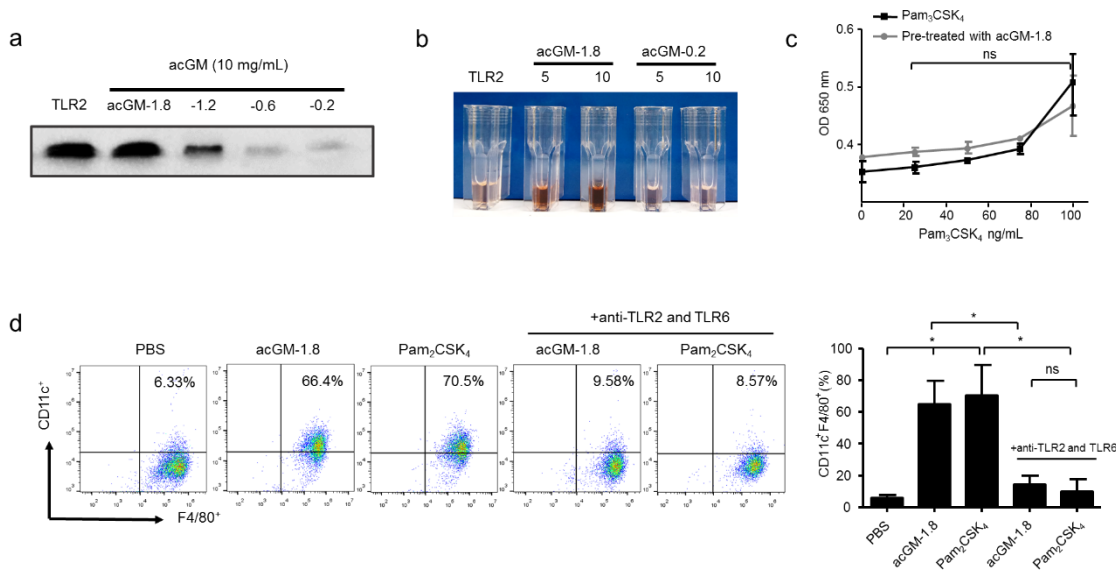 a
acGM (10 mg/mL)
TLR2 acGM-1.8 -1.2 -0.6 -0.2
b
acGM-1.8 acGM-0.2
TLR2 5 10 5 10
c
Pam₃CSK₄
Pre-treated with acGM-1.8
ns
0.6
0.5
0.4
OD 650 nm
0 25 50 75 100
Pam₃CSK₄ ng/mL
d
+anti-TLR2 and TLR6
PBS acGM-1.8 Pam₂CSK₄ acGM-1.8 Pam₂CSK₄
6.33% 66.4% 70.5% 9.58% 8.57%
CD11c⁺
F4/80⁺
CD11c⁺F4/80⁺(%)
100
80
60
40
20
0
*
* *
ns
+anti-TLR2 and TLR6
PBS
acGM-1.8
Pam₂CSK₄
acGM-1.8
Pam₂CSK₄